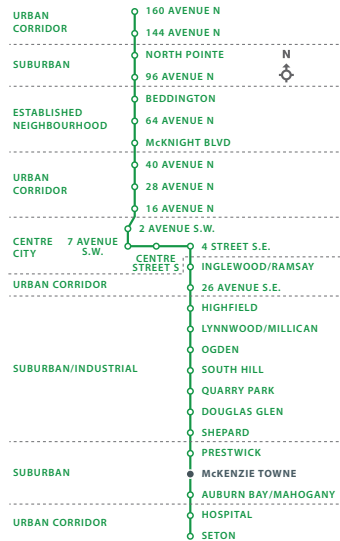 URBAN
CORRIDOR
160 AVENUE N
144 AVENUE N
SUBURBAN
NORTH POINTE
96 AVENUE N
N
ESTABLISHED
NEIGHBOURHOOD
BEDDINGTON
64 AVENUE N
McKNIGHT BLVD
URBAN
CORRIDOR
40 AVENUE N
28 AVENUE N
16 AVENUE N
CENTRE
CITY
2 AVENUE S.W.
7 AVENUE
S.W.
CENTRE
STREET S
4 STREET S.E.
URBAN CORRIDOR
INGLEWOOD/RAMSAY
26 AVENUE S.E.
SUBURBAN/INDUSTRIAL
HIGHFIELD
LYNNWOOD/MILLICAN
OGDEN
SOUTH HILL
QUARRY PARK
DOUGLAS GLEN
SHEPARD
SUBURBAN
PRESTWICK
McKENZIE TOWNE
AUBURN BAY/MAHOGANY
URBAN CORRIDOR
HOSPITAL
SETON